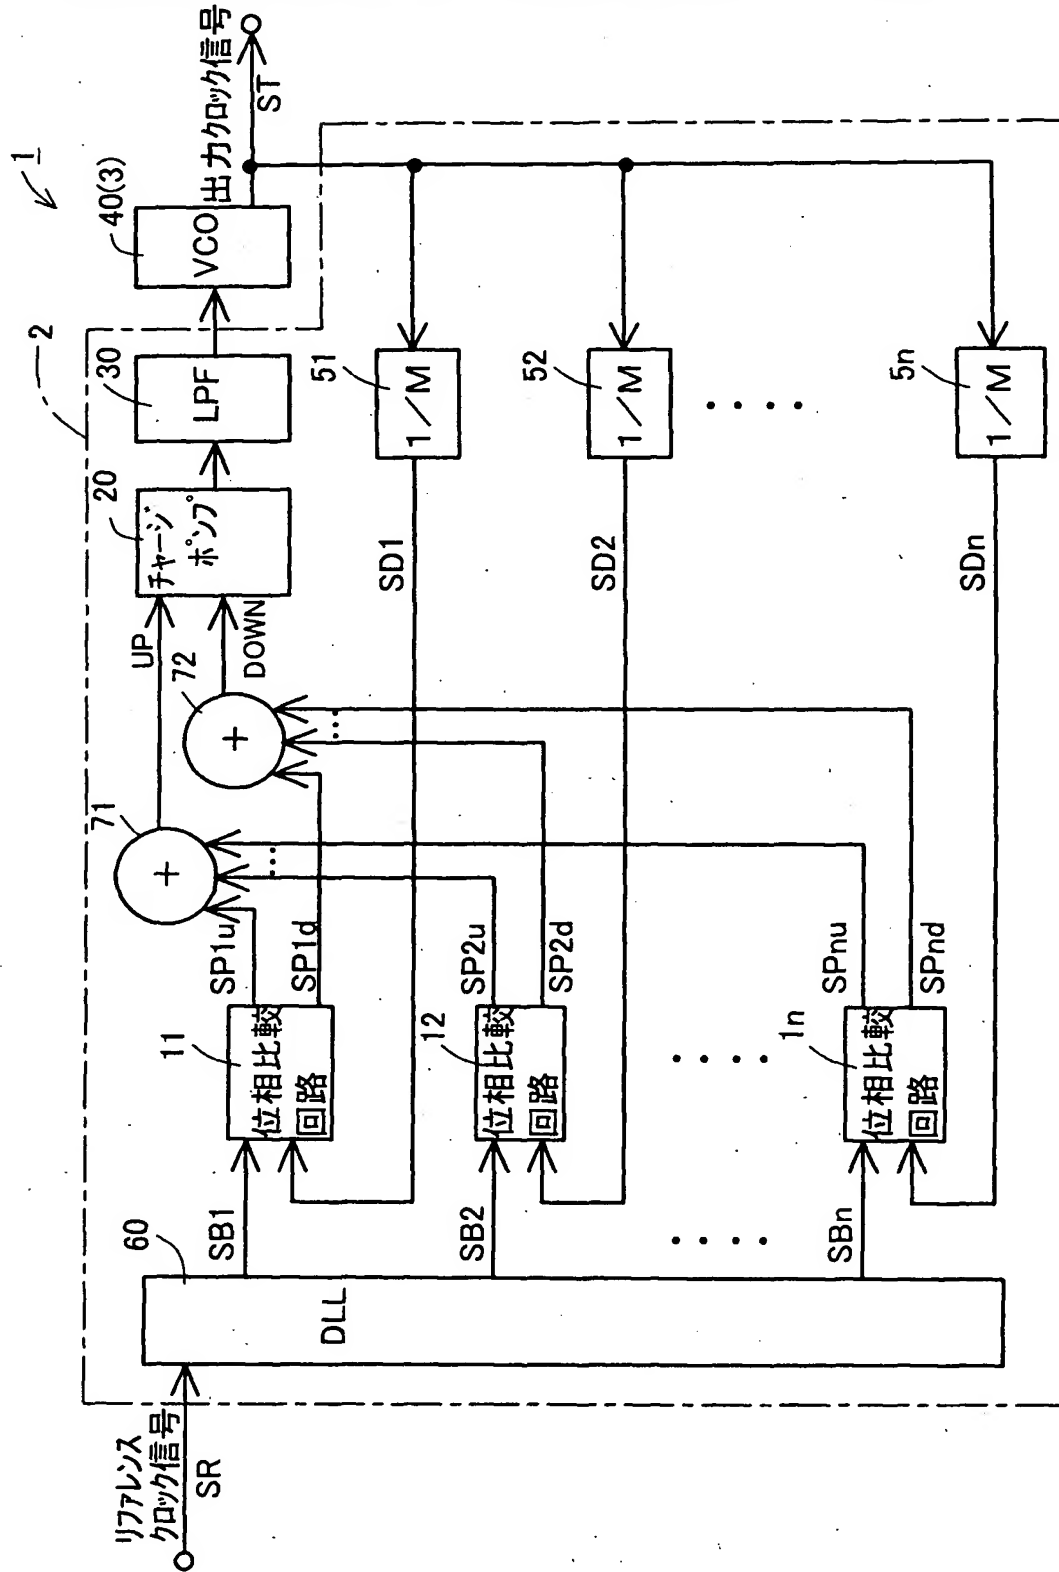 1
2
リファレンス
クロック信号
SR
60
DLL
SB1
SB2
SBn
11
位相比較
回路
12
位相比較
回路
1n
位相比較
回路
SP1u
SP1d
SP2u
SP2d
SPnu
SPnd
71
+
72
+
UP
DOWN
20
チャージ
ポンプ
30
LPF
40(3)
VCO
出力クロック信号
ST
SD1
SD2
SDn
51
1/M
52
1/M
5n
1/M